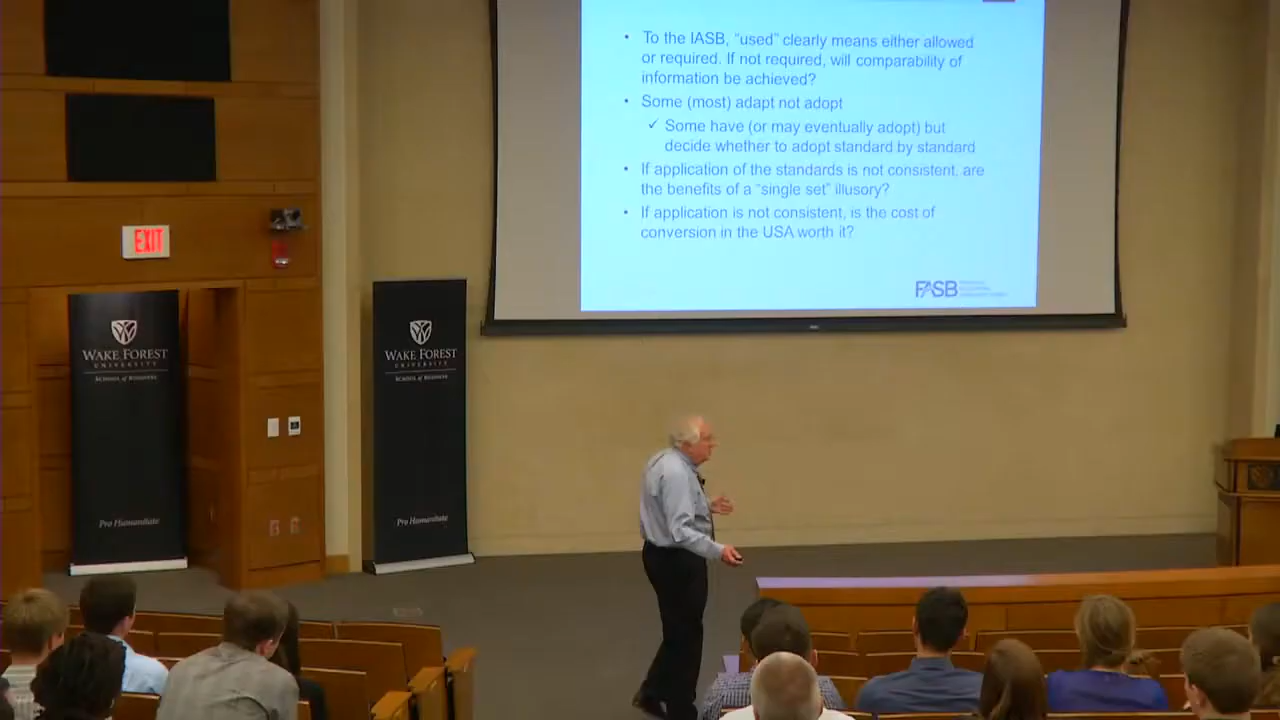 • To the IASB, “used” clearly means either allowed
or required. If not required, will comparability of
information be achieved?
• Some (most) adapt not adopt
✓ Some have (or may eventually adopt) but
decide whether to adopt standard by standard
• If application of the standards is not consistent, are
the benefits of a “single set” illusory?
• If application is not consistent, is the cost of
conversion in the USA worth it?
FASB
EXIT
WAKE FOREST
UNIVERSITY
SCHOOL of BUSINESS
Pro Humanitate
WAKE FOREST
UNIVERSITY
SCHOOL of BUSINESS
Pro Humanitate